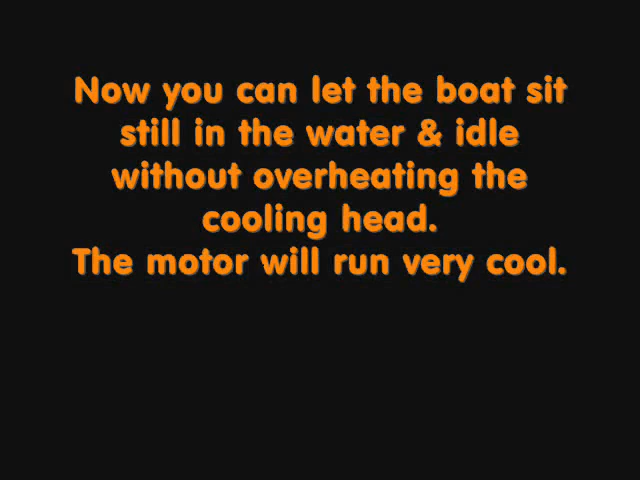 Now you can let the boat sit
still in the water & idle
without overheating the
cooling head.
The motor will run very cool.